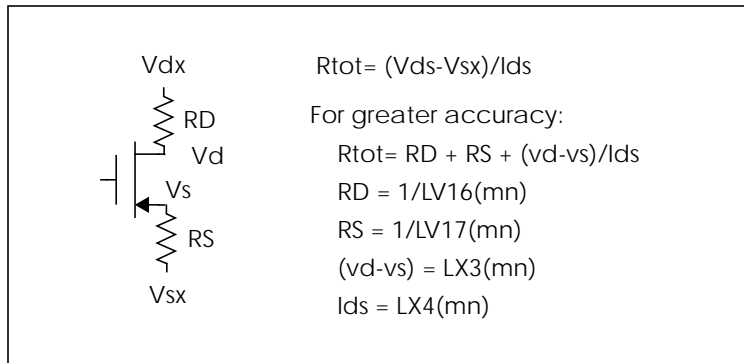 Vdx
RD
Vd
Vs
RS
Vsx
Rtot= (Vds-Vsx)/Ids
For greater accuracy:
Rtot= RD + RS + (vd-vs)/Ids
RD = 1/LV16(mn)
RS = 1/LV17(mn)
(vd-vs) = LX3(mn)
Ids = LX4(mn)